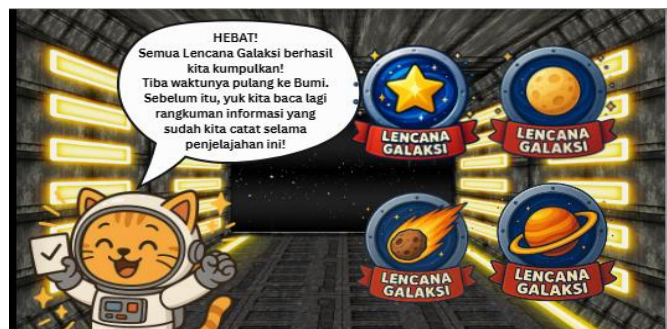 HEBAT!
Semua Lencana Galaksi berhasil
kita kumpulkan!
Tiba waktunya pulang ke Bumi.
Sebelum itu, yuk kita baca lagi
rangkuman informasi yang
sudah kita catat selama
penjelajahan ini!
LENCANA
GALAKSI
LENCANA
GALAKSI
LENCANA
GALAKSI
LENCANA
GALAKSI